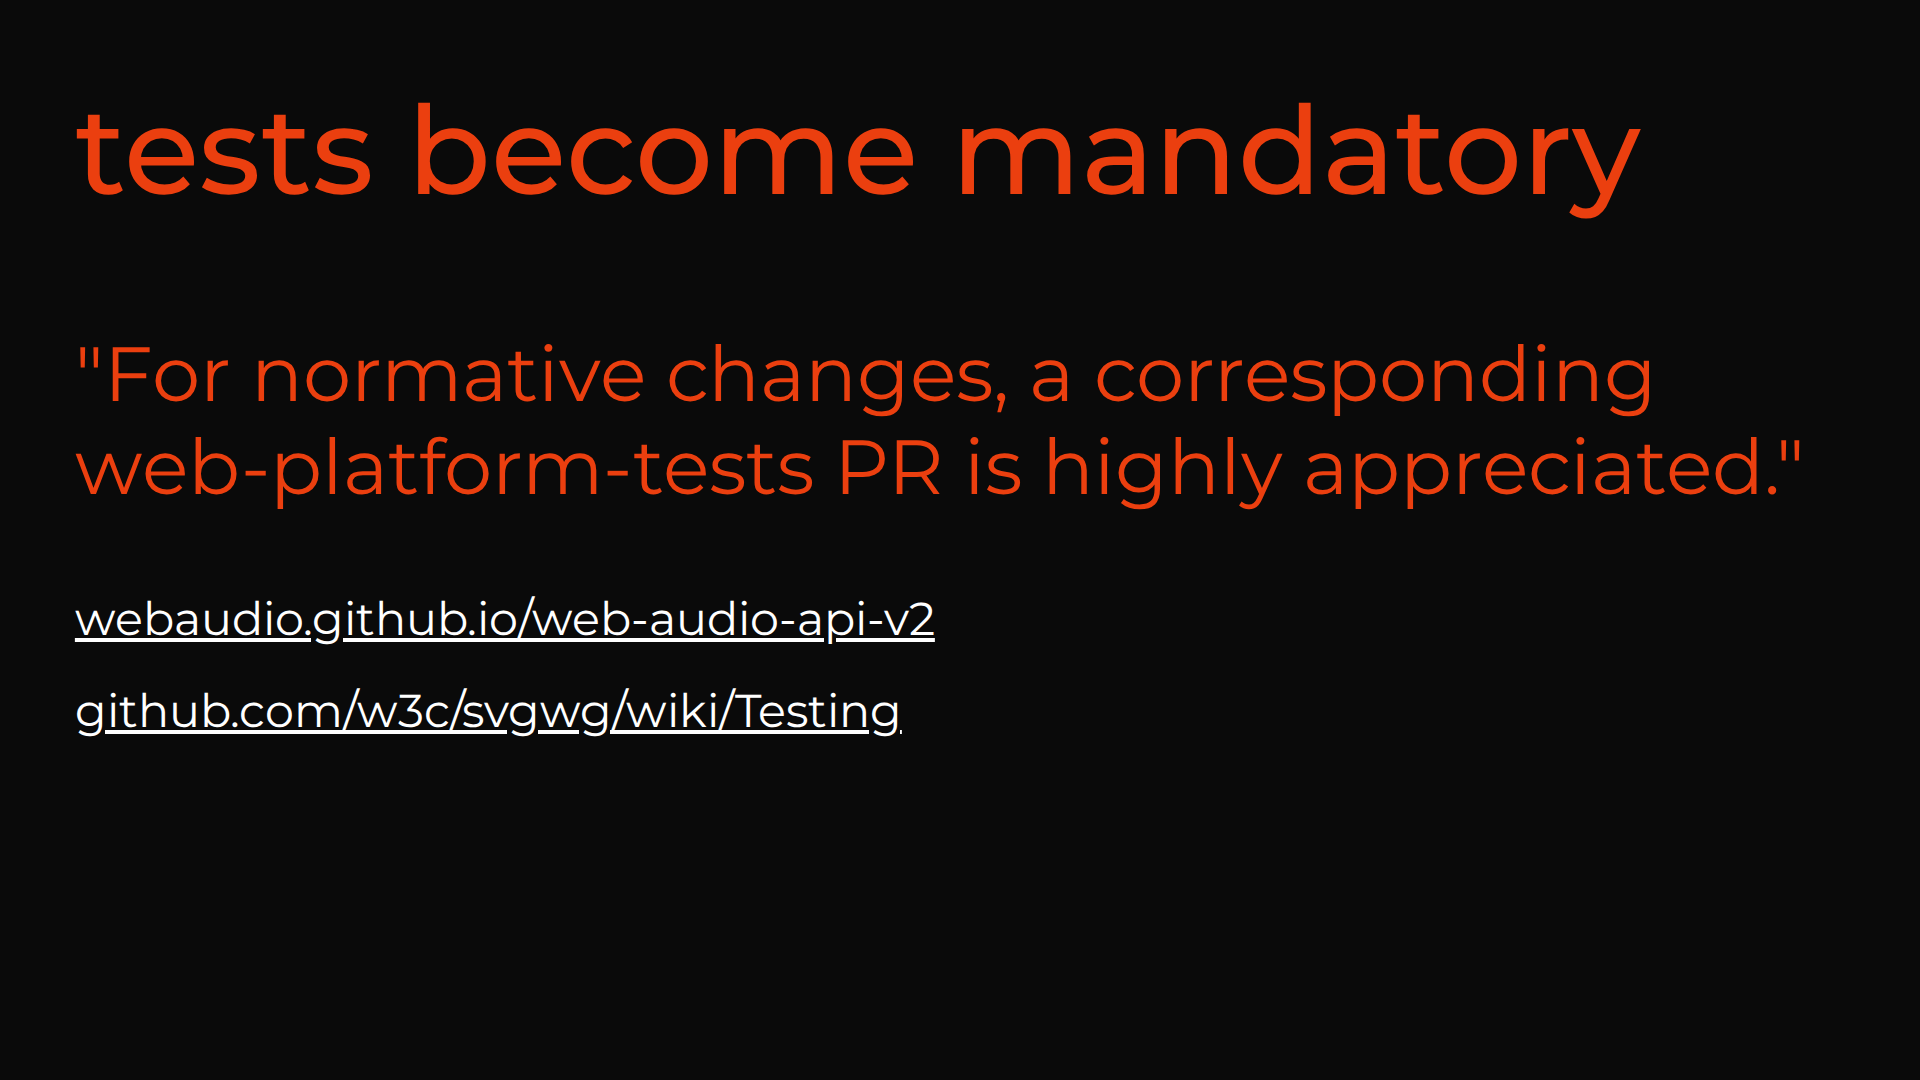 tests become mandatory
"For normative changes, a corresponding
web-platform-tests PR is highly appreciated."
webaudio.github.io/web-audio-api-v2
github.com/w3c/svgwg/wiki/Testing